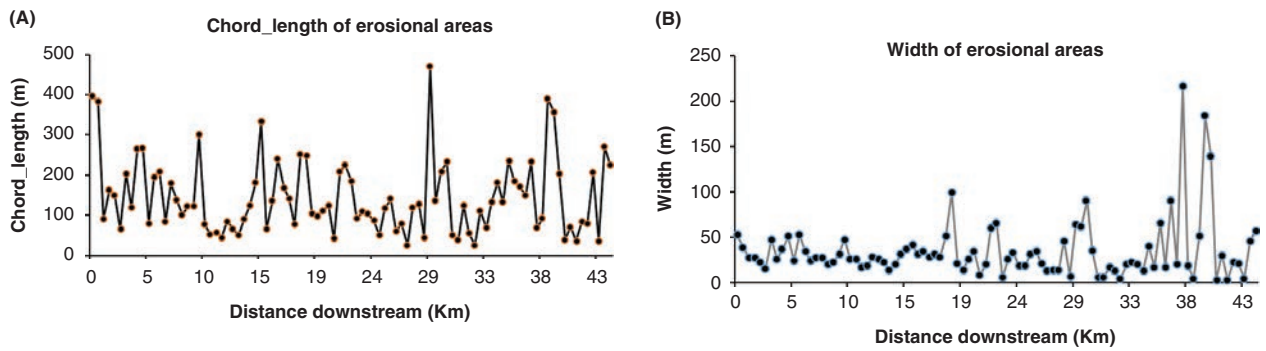 (A)
Chord_length of erosional areas
500
400
300
200
100
0
Chord_length (m)
0 5 10 15 19 24 29 33 38 43
Distance downstream (Km)
(B)
Width of erosional areas
250
200
150
100
50
0
Width (m)
0 5 10 15 19 24 29 33 38 43
Distance downstream (Km)